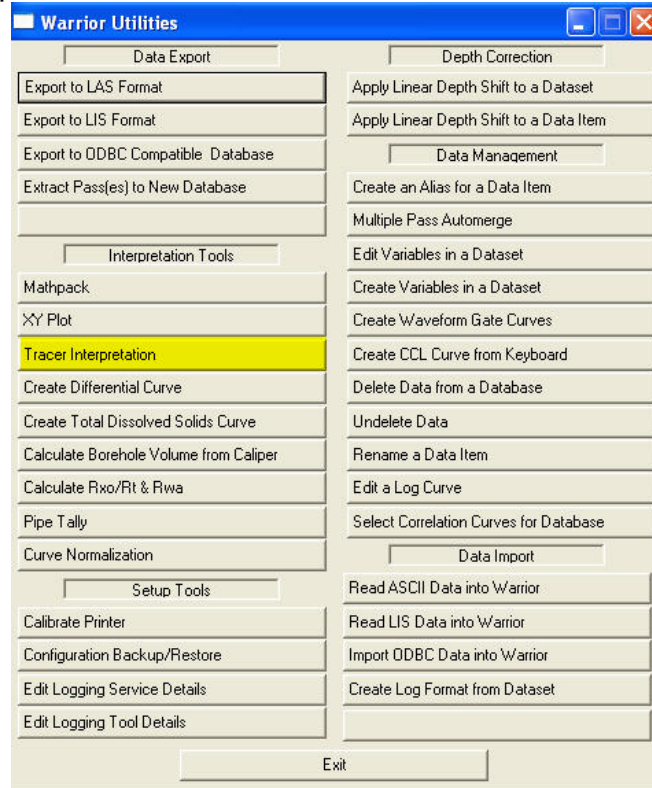 Warrior Utilities
Data Export
Export to LAS Format
Export to LIS Format
Export to ODBC Compatible Database
Extract Pass(es) to New Database
Interpretation Tools
Mathpack
XY Plot
Tracer Interpretation
Create Differential Curve
Create Total Dissolved Solids Curve
Calculate Borehole Volume from Caliper
Calculate Rxo/Rt & Rwa
Pipe Tally
Curve Normalization
Setup Tools
Calibrate Printer
Configuration Backup/Restore
Edit Logging Service Details
Edit Logging Tool Details
Depth Correction
Apply Linear Depth Shift to a Dataset
Apply Linear Depth Shift to a Data Item
Data Management
Create an Alias for a Data Item
Multiple Pass Automerge
Edit Variables in a Dataset
Create Variables in a Dataset
Create Waveform Gate Curves
Create CCL Curve from Keyboard
Delete Data from a Database
Undelete Data
Rename a Data Item
Edit a Log Curve
Select Correlation Curves for Database
Data Import
Read ASCII Data into Warrior
Read LIS Data into Warrior
Import ODBC Data into Warrior
Create Log Format from Dataset
Exit